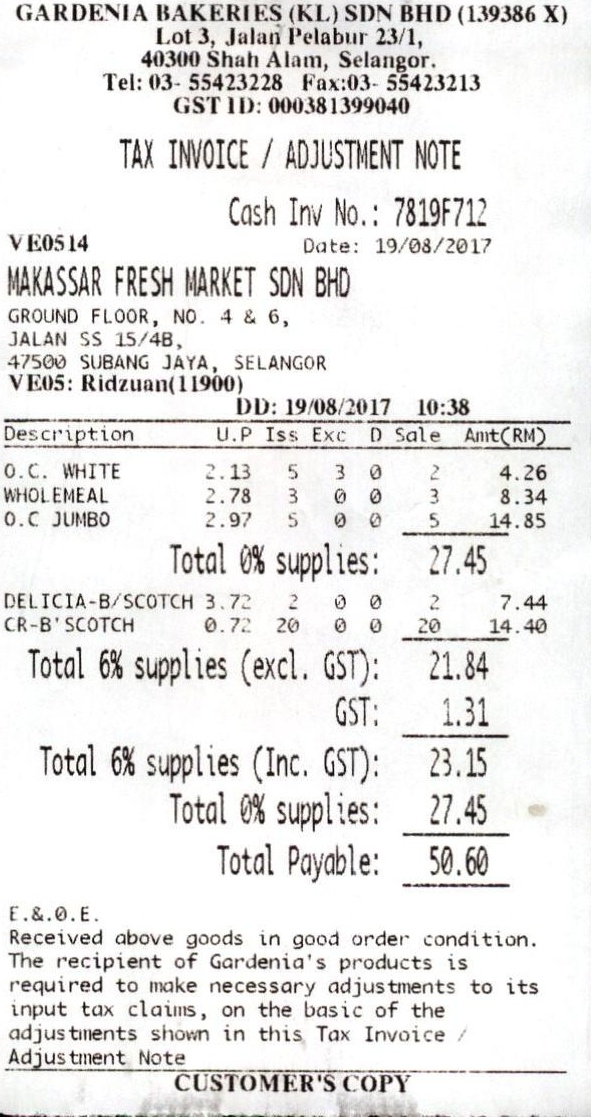 GARDENIA BAKERIES (KL) SDN BHD (139386 X)
Lot 3, Jalan Pelabur 23/1,
40300 Shah Alam, Selangor.
Tel: 03- 55423228 Fax:03- 55423213
GST ID: 000381399040
TAX INVOICE / ADJUSTMENT NOTE
Cash Inv No.: 7819F712
VE0514 Date: 19/08/2017
MAKASSAR FRESH MARKET SDN BHD
GROUND FLOOR, NO. 4 & 6,
JALAN SS 15/4B,
47500 SUBANG JAYA, SELANGOR
VE05: Ridzuan(11900)
DD: 19/08/2017 10:38
Description U.P Iss Exc D Sale Amt(RM)
O.C. WHITE 2.13 5 3 0 2 4.26
WHOLEMEAL 2.78 3 0 0 3 8.34
O.C JUMBO 2.97 5 0 0 5 14.85
Total 0% supplies: 27.45
DELICIA-B/SCOTCH 3.72 2 0 0 2 7.44
CR-B'SCOTCH 0.72 20 0 0 20 14.40
Total 6% supplies (excl. GST): 21.84
GST: 1.31
Total 6% supplies (Inc. GST): 23.15
Total 0% supplies: 27.45
Total Payable: 50.60
E.&.O.E.
Received above goods in good order condition.
The recipient of Gardenia's products is
required to make necessary adjustments to its
input tax claims, on the basic of the
adjustments shown in this Tax Invoice /
Adjustment Note
CUSTOMER'S COPY